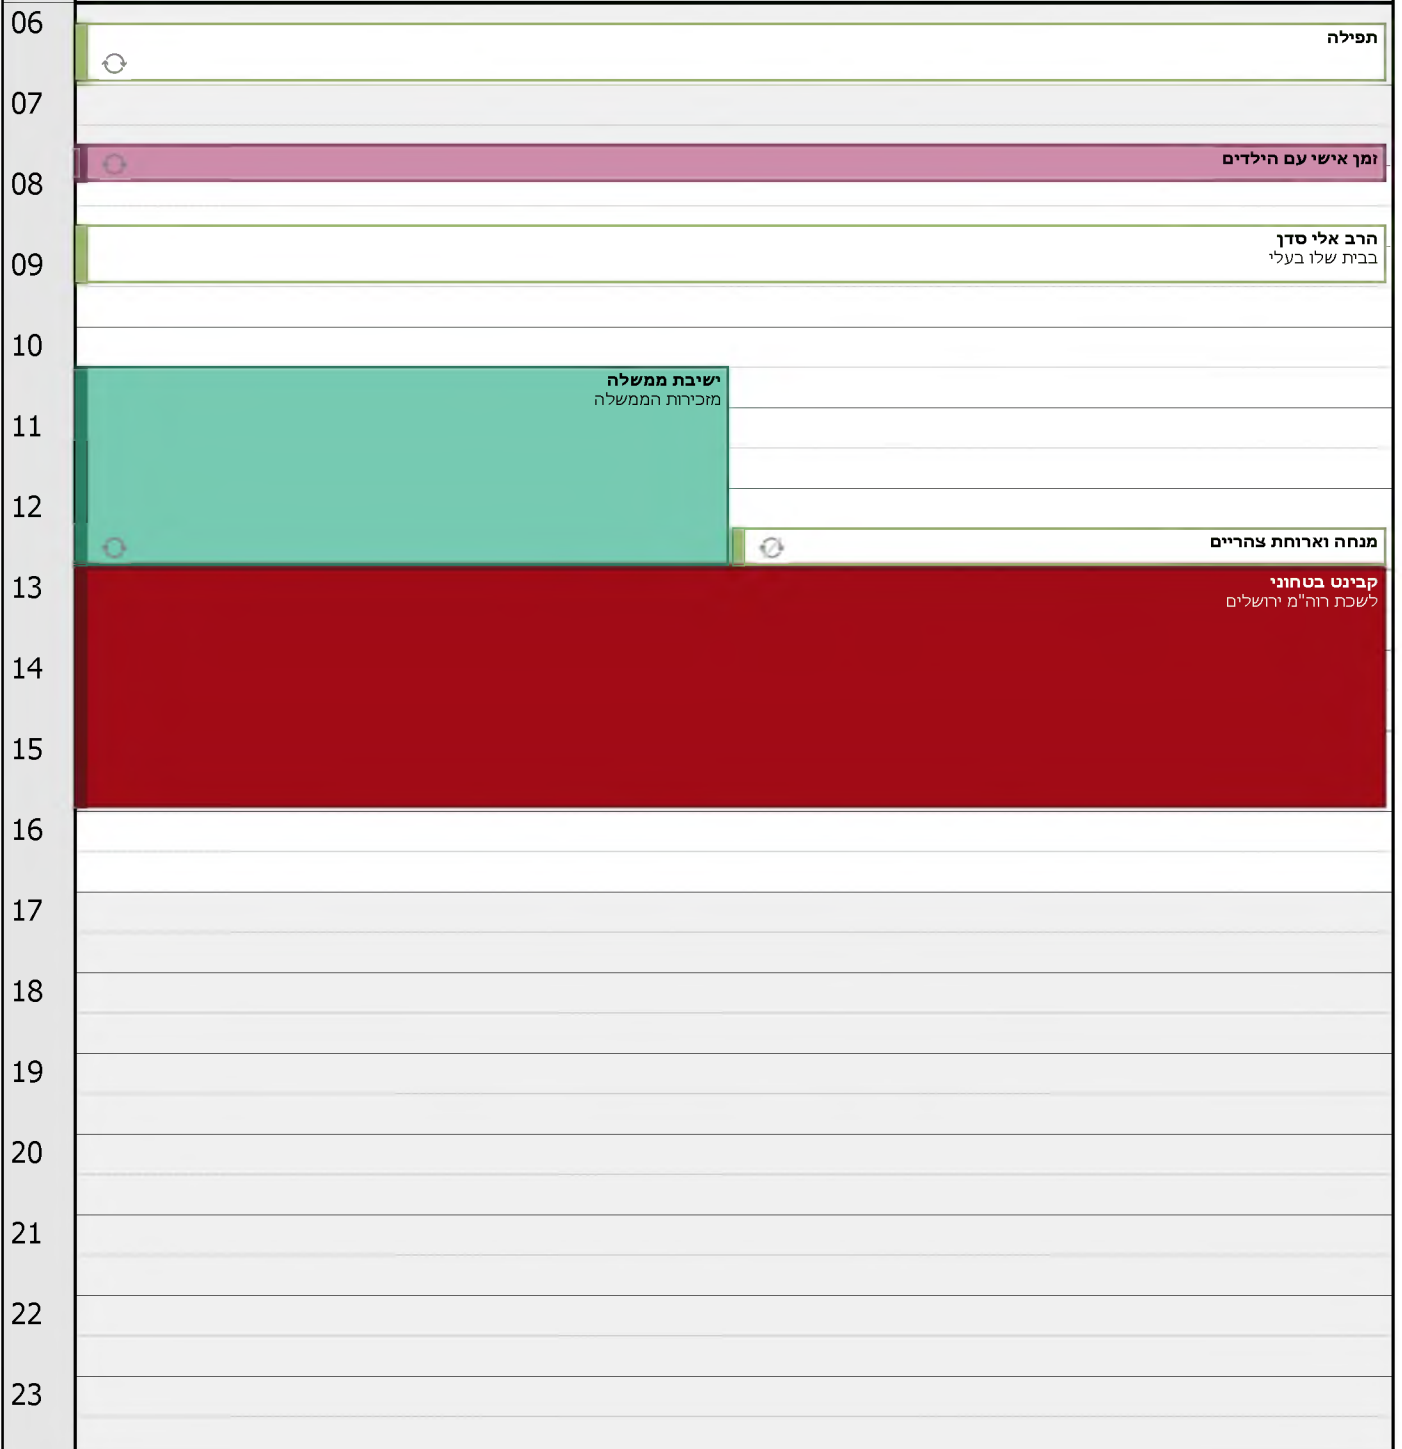 06
תפילה
07
זמן אישי עם הילדים
08
הרב אלי סדן
בבית שלו בעלי
09
10
ישיבת ממשלה
מזכירות הממשלה
11
12
מנחה וארוחת צהריים
13
קבינט בטחוני
לשכת רוה"מ ירושלים
14
15
16
17
18
19
20
21
22
23